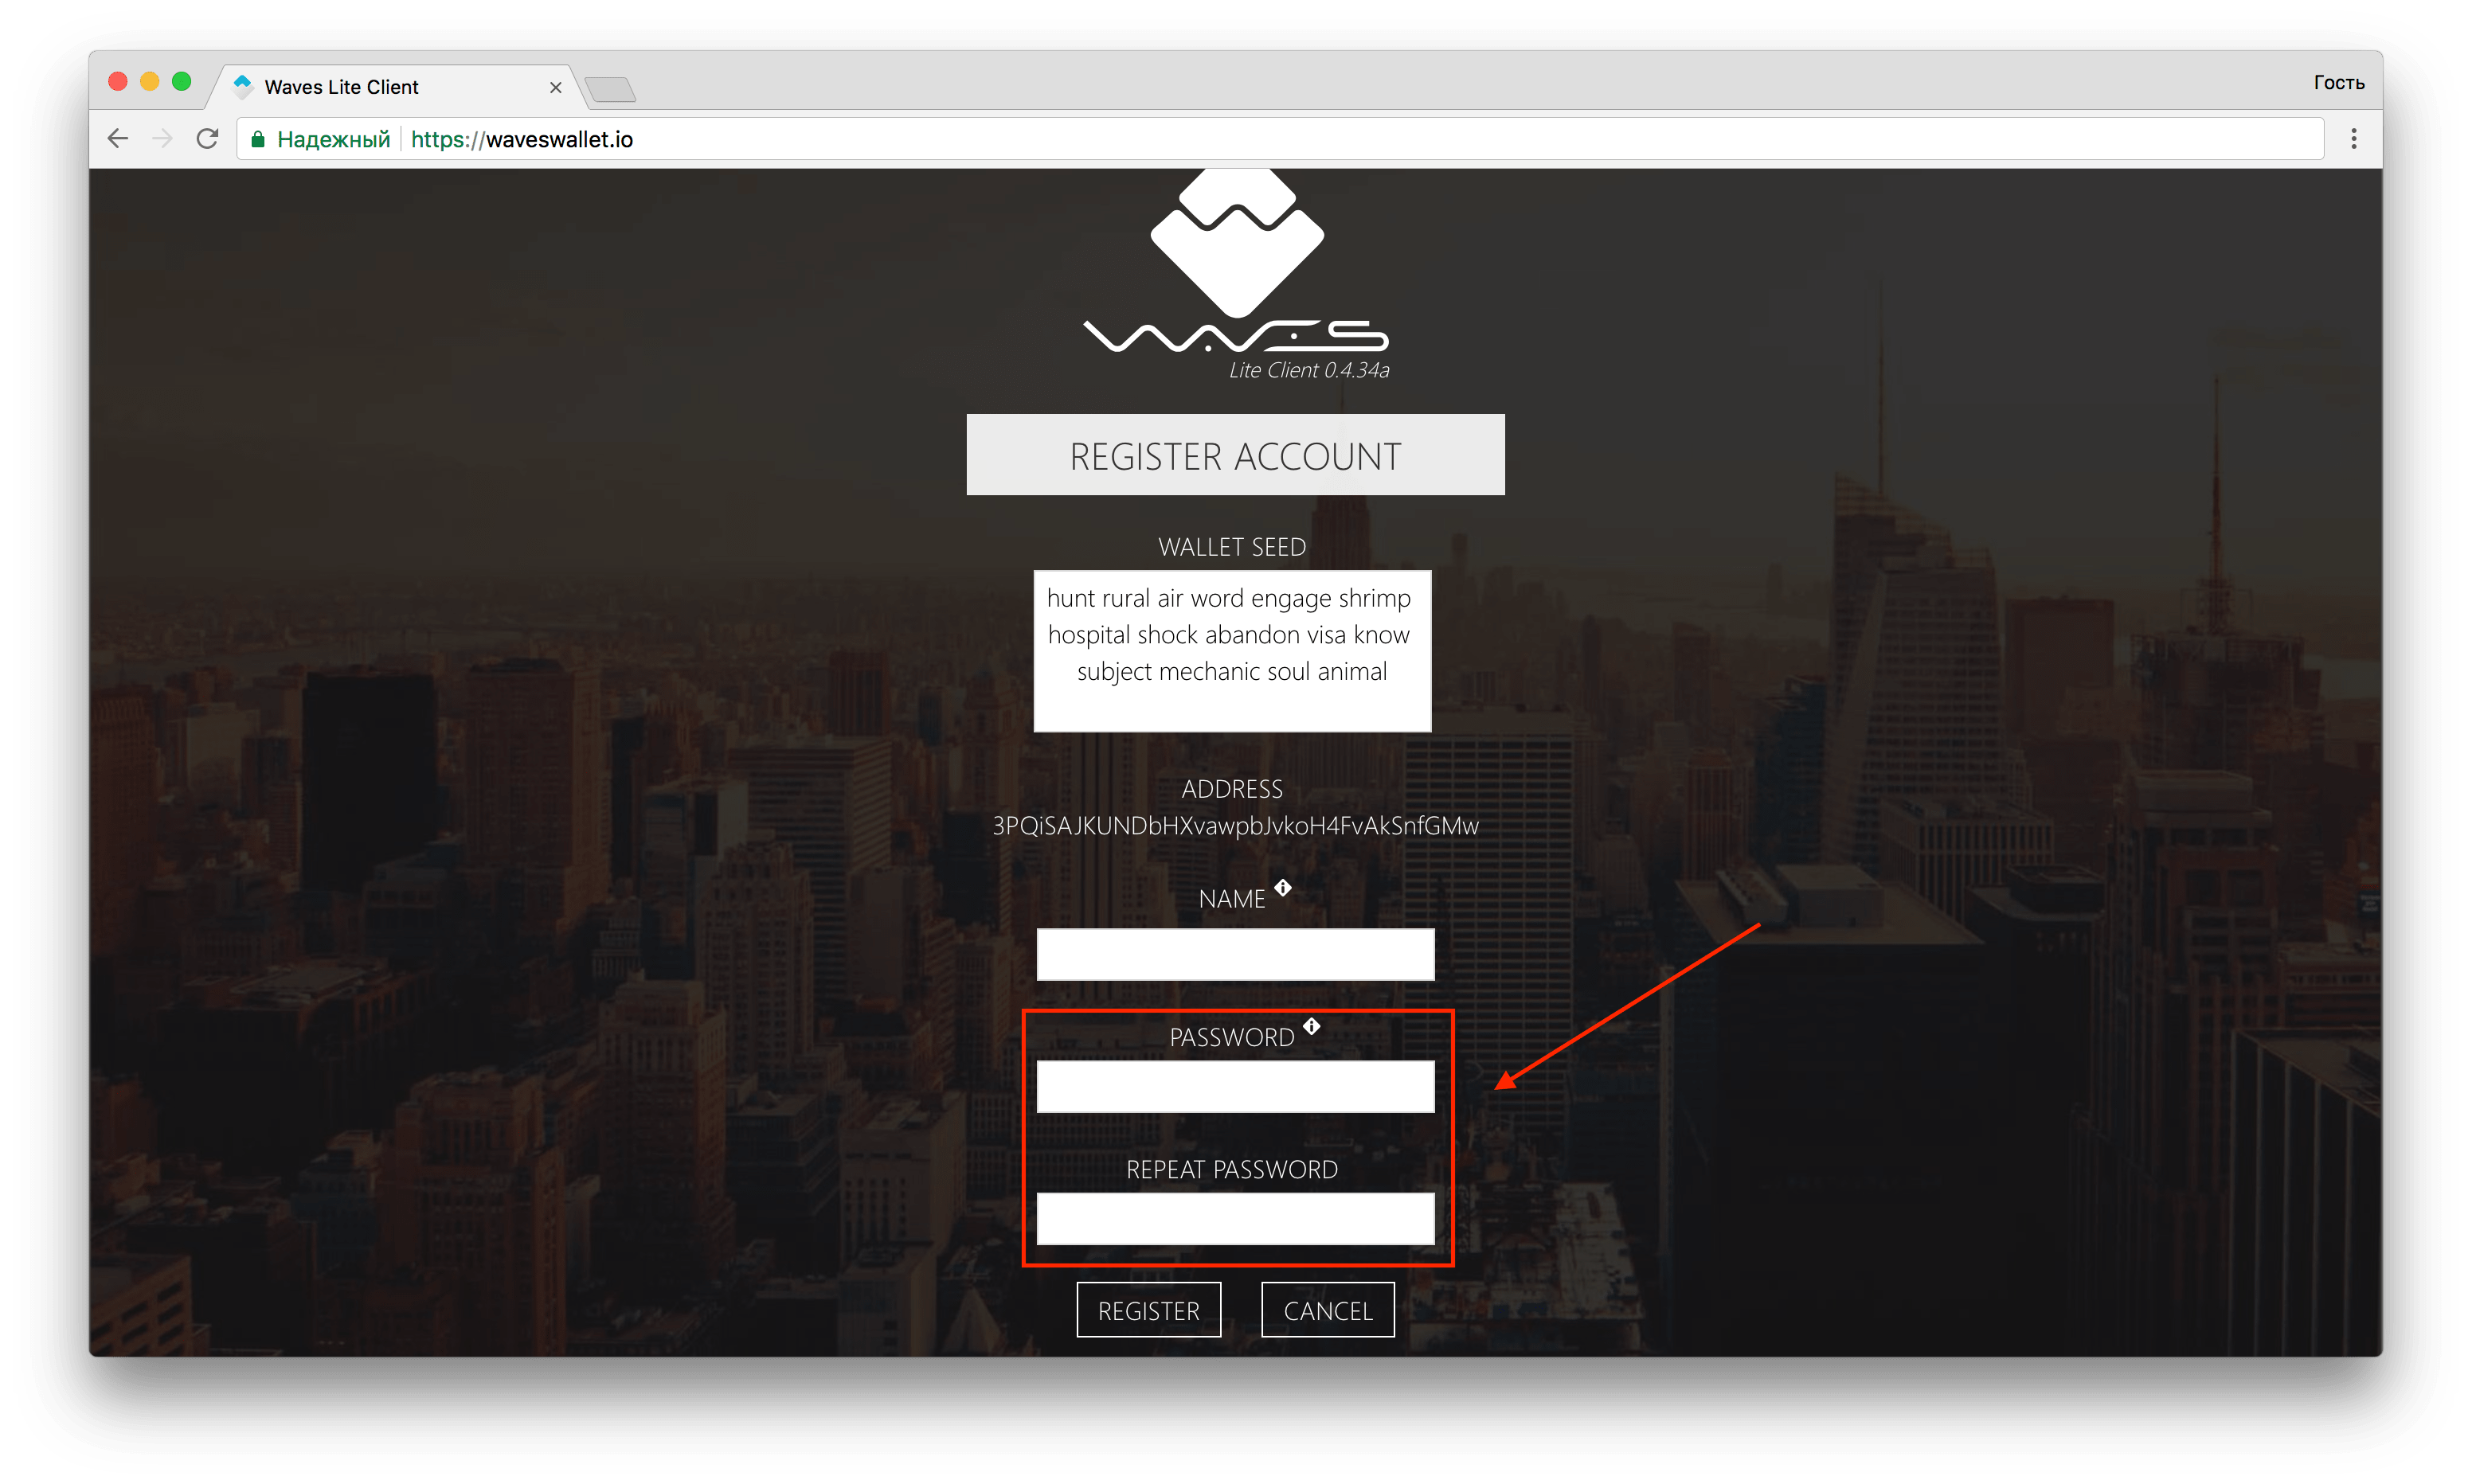 Waves Lite Client
Гость
Надежный
https://waveswallet.io
WAVES
Lite Client 0.4.34a
REGISTER ACCOUNT
WALLET SEED
hunt rural air word engage shrimp
hospital shock abandon visa know
subject mechanic soul animal
ADDRESS
3PQiSAJKUNDbHXvawpbJvkoH4FvAkSnfGMw
NAME
PASSWORD
REPEAT PASSWORD
REGISTER
CANCEL